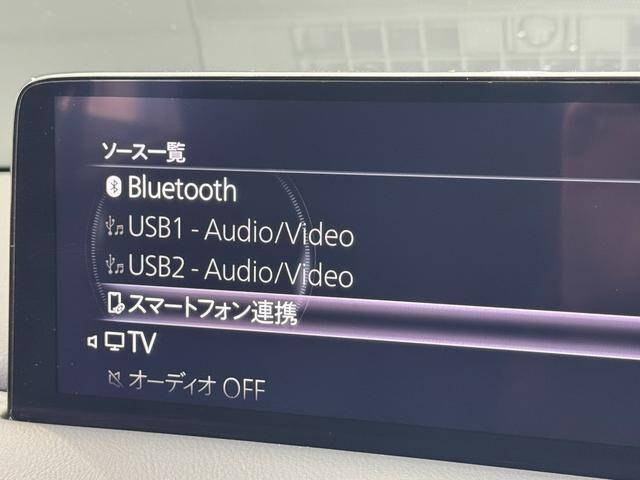 ソース一覧
Bluetooth
USB1 - Audio/Video
USB2 - Audio/Video
スマートフォン連携
TV
オーディオ OFF